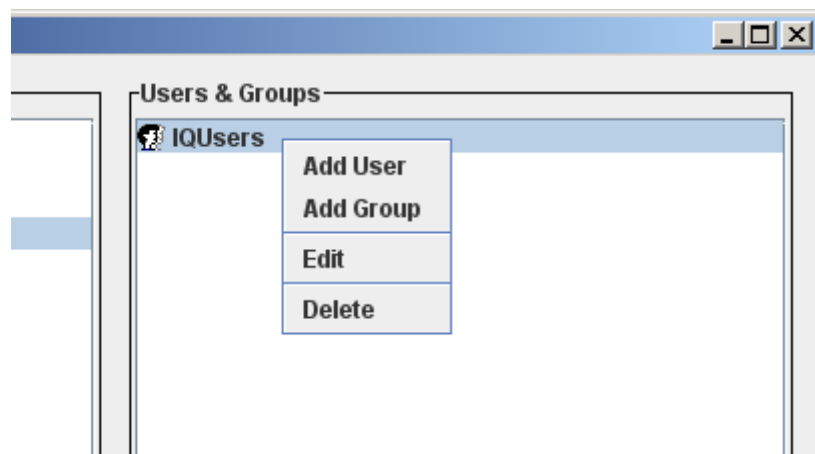 Users & Groups
IQUsers
Add User
Add Group
Edit
Delete